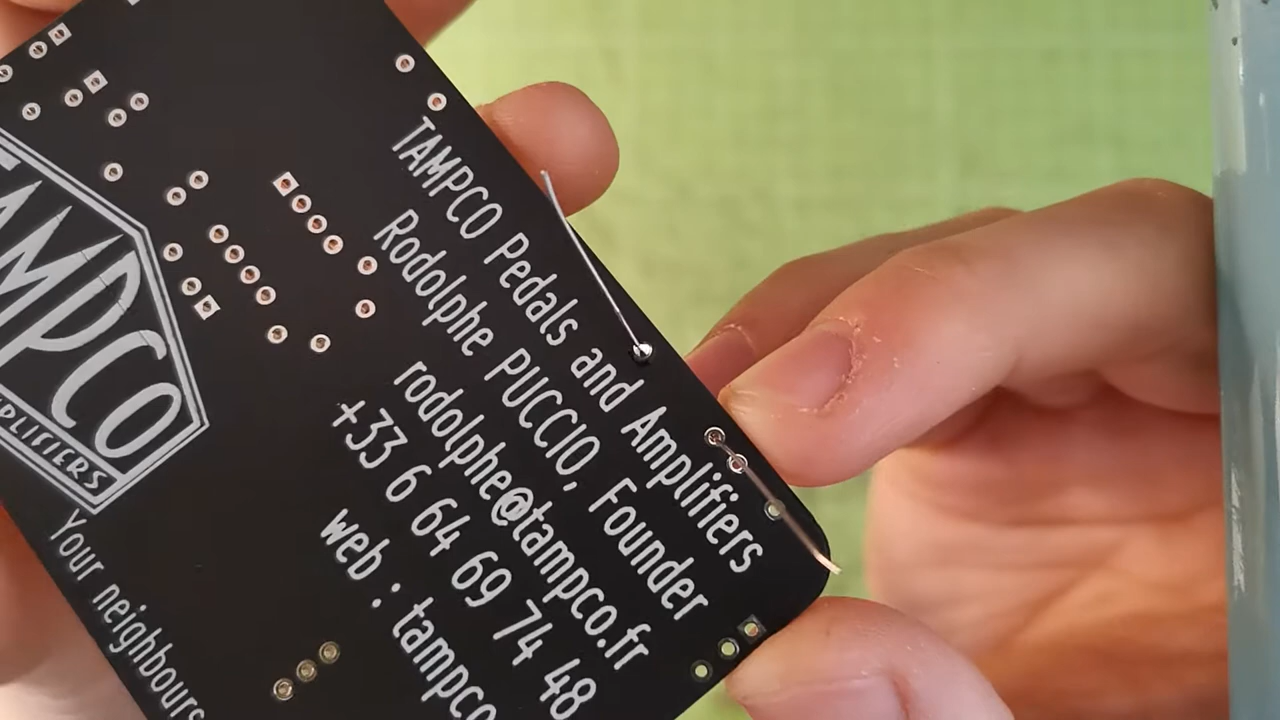 TAMPCO Pedals and Amplifiers
Rodolphe PUCCIO, Founder
rodolphe@tampco.fr
+33 6 64 69 74 48
web : tampco
AMPCO
PLIFIERS
Your neighbours